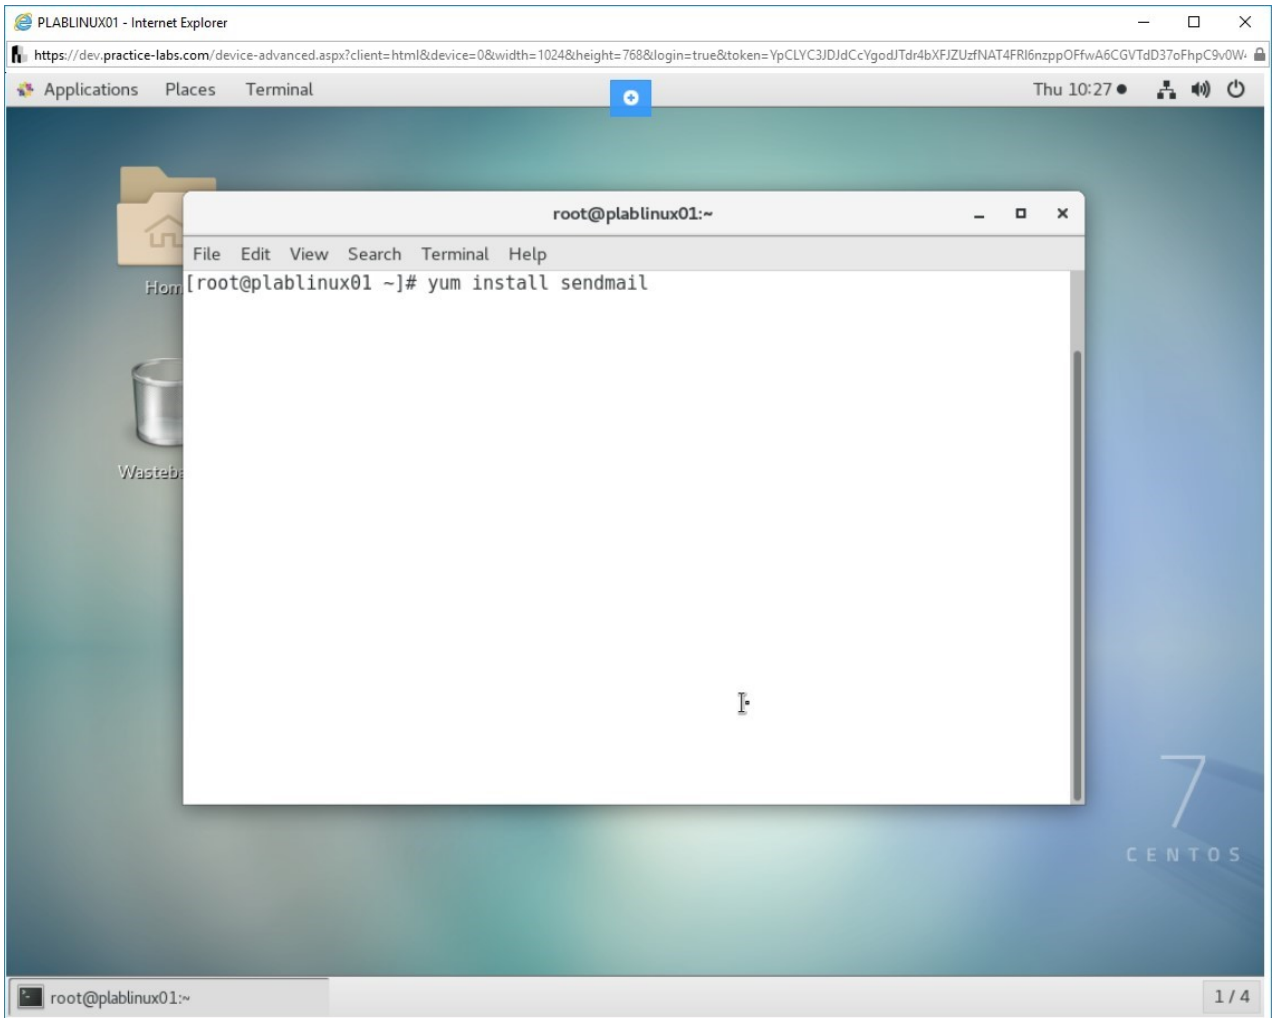 PLABLINUX01 - Internet Explorer
https://dev.practice-labs.com/device-advanced.aspx?client=html&device=0&width=1024&height=768&login=true&token=YpCLYC3JDJdCcYgodJTdr4bXFJZUzfNAT4FRI6nzppOFfwA6CGVTdD37oFhpC9v0W
Applications Places Terminal Thu 10:27
root@plablinux01:~
File Edit View Search Terminal Help
Hom
[root@plablinux01 ~]# yum install sendmail
Wasteb
7
CENTOS
root@plablinux01:~
1 / 4